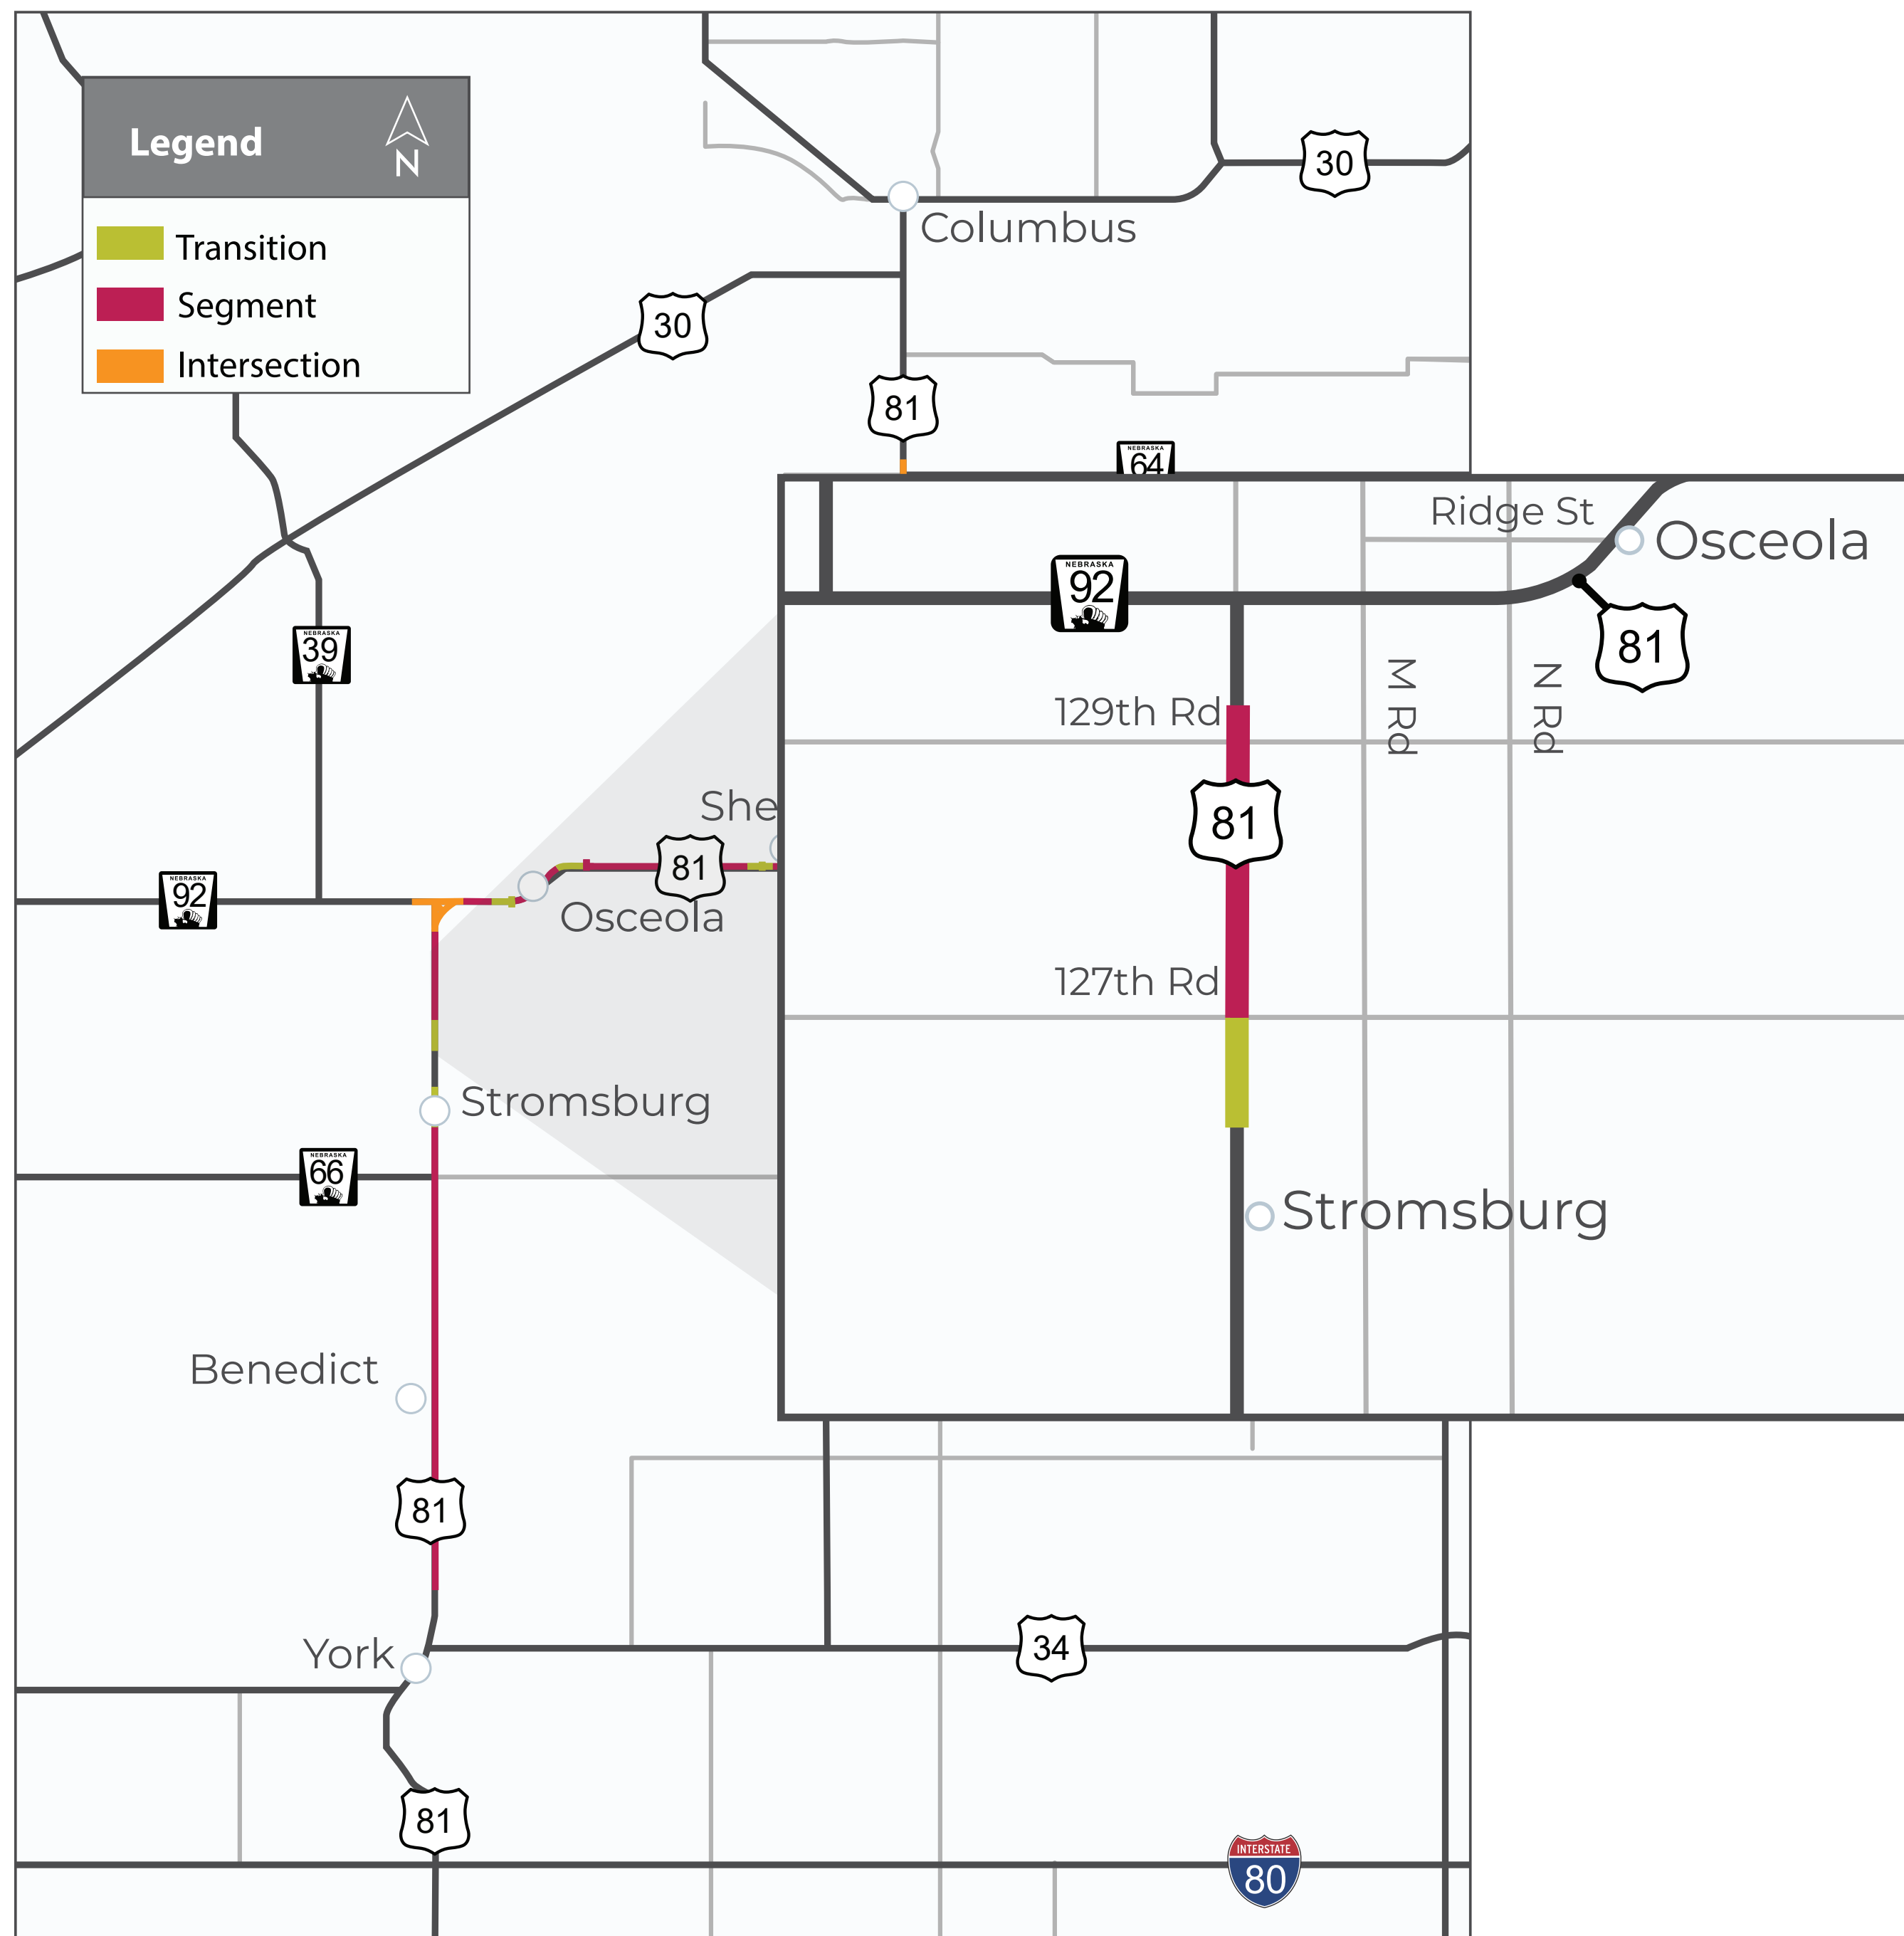 Legend
N
Transition
Segment
Intersection
30
Columbus
30
81
NEBRASKA
64
Ridge St
Osceola
NEBRASKA
92
81
NEBRASKA
39
129th Rd
M Rd
N Rd
She
81
81
NEBRASKA
92
Osceola
127th Rd
Stromsburg
NEBRASKA
66
Stromsburg
Benedict
81
York
34
81
INTERSTATE
80